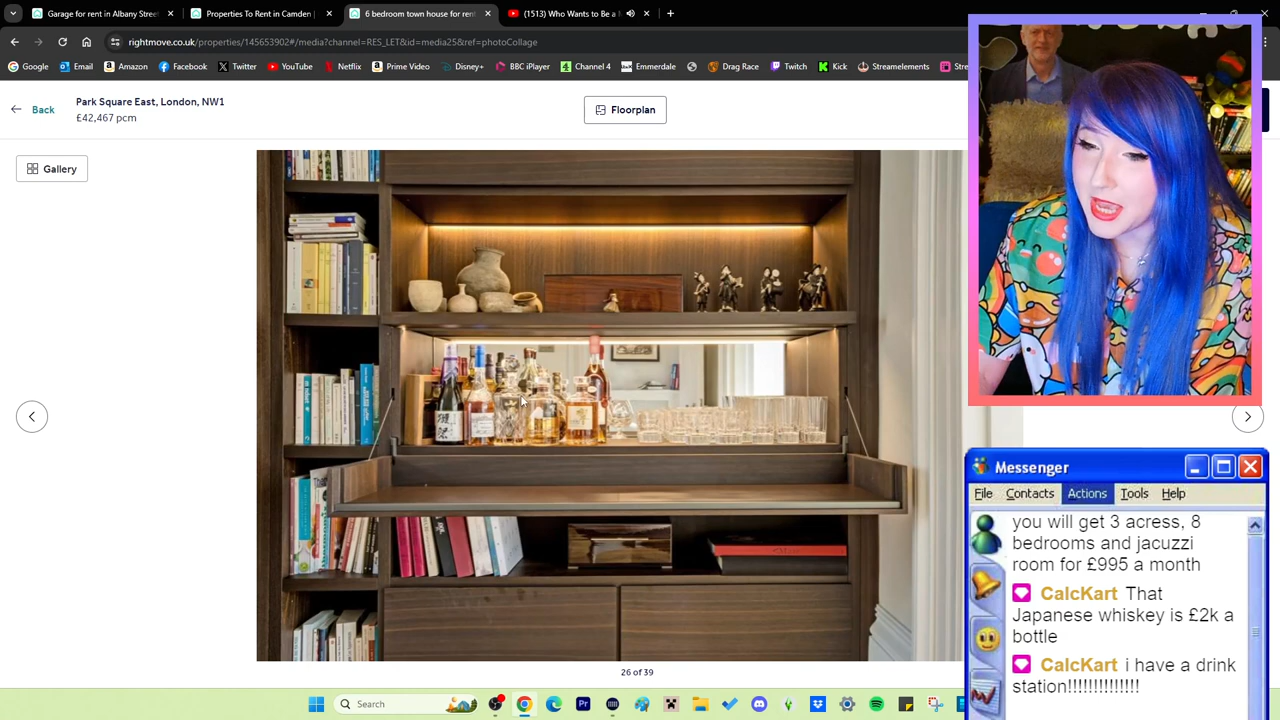 Garage for rent in Albany Street
Properties To Rent in Camden
6 bedroom town house for ren
(1513) Who Wants to Be a
rightmove.co.uk/properties/145653902#/media?channel=RES_LET&id=media25&ref=photoCollage
Google Email Amazon Facebook Twitter YouTube Netflix Prime Video Disney+ BBC iPlayer Channel 4 Emmerdale Drag Race Twitch Kick Streamelements Stre
Back
Park Square East, London, NW1
£42,467 pcm
Floorplan
Gallery
26 of 39
Messenger
File Contacts Actions Tools Help
you will get 3 acress, 8
bedrooms and jacuzzi
room for £995 a month
CalcKart That
Japanese whiskey is £2k a
bottle
CalcKart i have a drink
station!!!!!!!!!!!!!!
Search